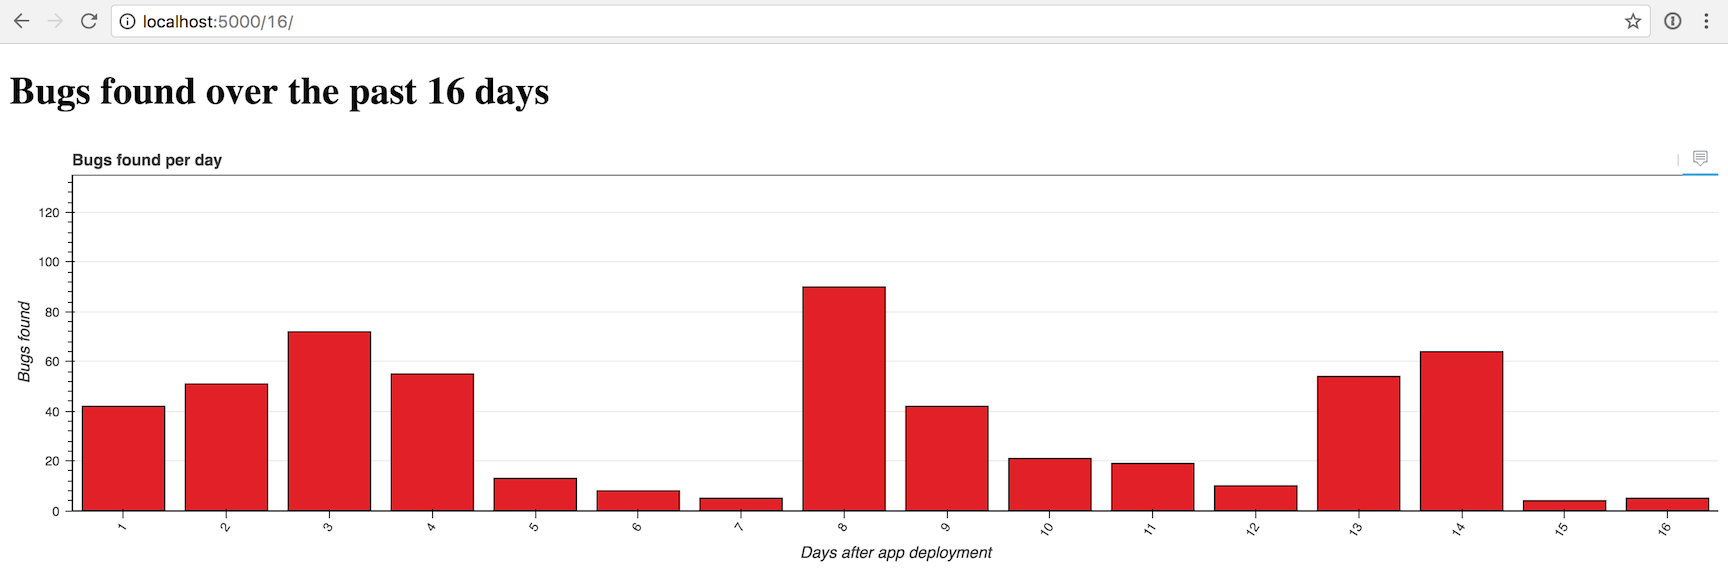 localhost:5000/16/
Bugs found over the past 16 days
Bugs found per day
120
100
80
60
40
20
0
Bugs found
1 2 3 4 5 6 7 8 9 10 11 12 13 14 15 16
Days after app deployment